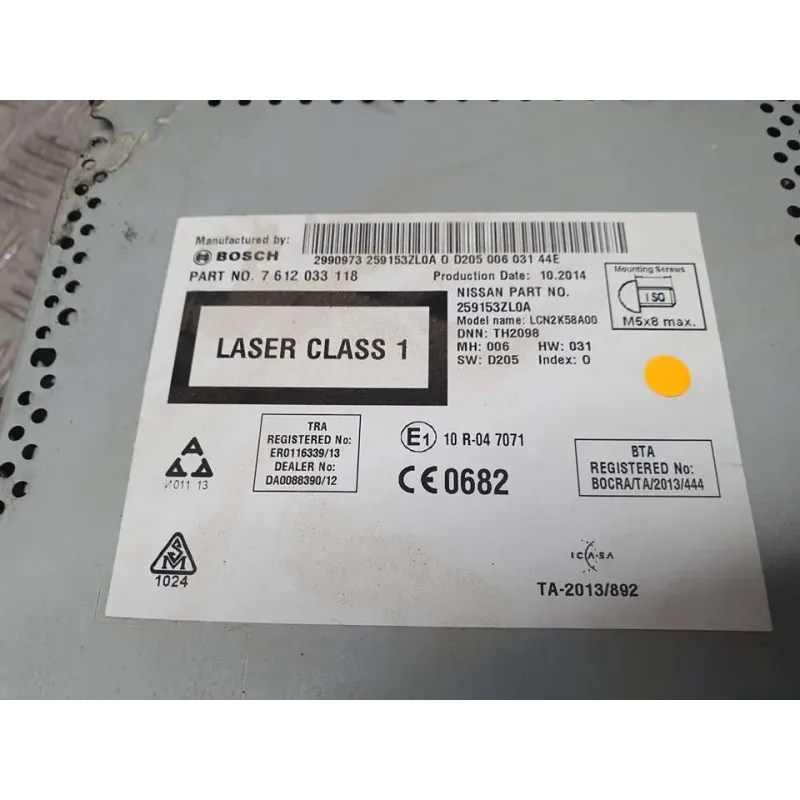 Manufactured by:
BOSCH
2990973 259153ZL0A 0 D205 006 031 44E
PART NO. 7 612 033 118
Production Date: 10.2014
Mounting Screws
ISO
M5x8 max.
NISSAN PART NO.
259153ZL0A
Model name: LCN2K58A00
DNN: TH2098
MH: 006 HW: 031
SW: D205 Index: 0
LASER CLASS 1
TRA
REGISTERED No:
ER0116339/13
DEALER No:
DA0088390/12
E1 10 R-04 7071
CE 0682
BTA
REGISTERED No:
BOCRA/TA/2013/444
011 13
SM
1024
ICASA
TA-2013/892